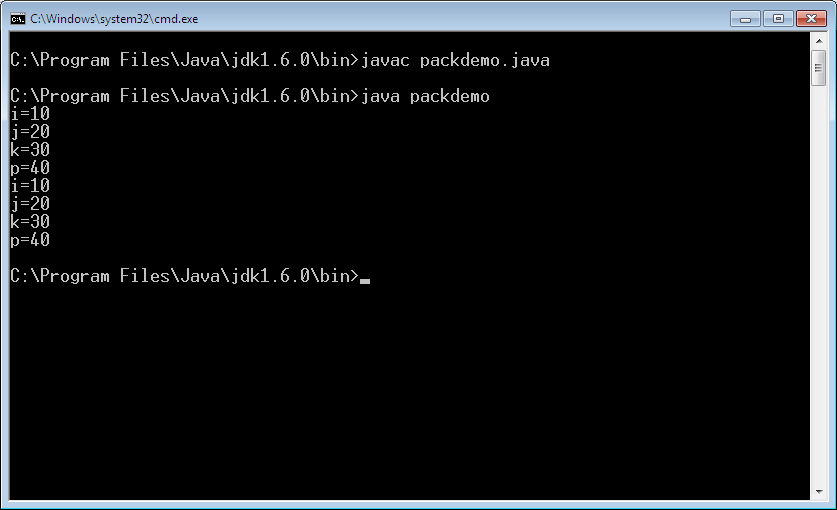 C:\Windows\system32\cmd.exe
C:\Program Files\Java\jdk1.6.0\bin>javac packdemo.java
C:\Program Files\Java\jdk1.6.0\bin>java packdemo
i=10
j=20
k=30
p=40
i=10
j=20
k=30
p=40
C:\Program Files\Java\jdk1.6.0\bin>